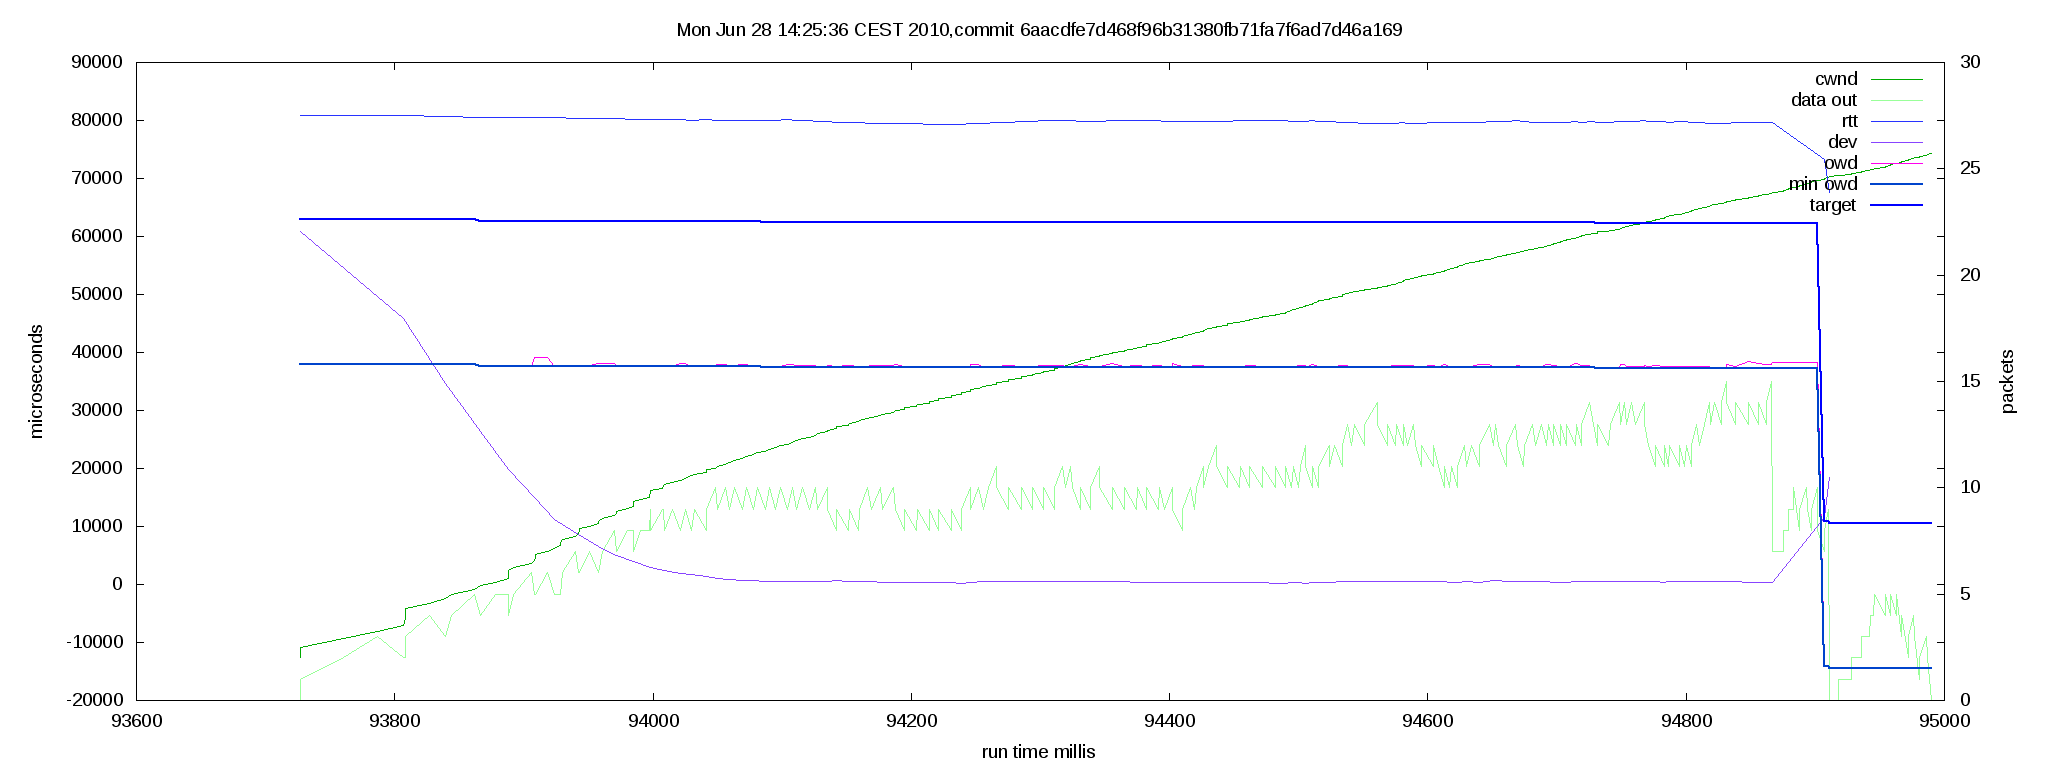 Mon Jun 28 14:25:36 CEST 2010,commit 6aacdfe7d468f96b31380fb71fa7f6ad7d46a169
90000
80000
70000
60000
50000
40000
30000
20000
10000
0
-10000
-20000
microseconds
30
25
20
15
10
5
0
packets
cwnd
data out
rtt
dev
owd
min owd
target
93600
93800
94000
94200
94400
94600
94800
95000
run time millis